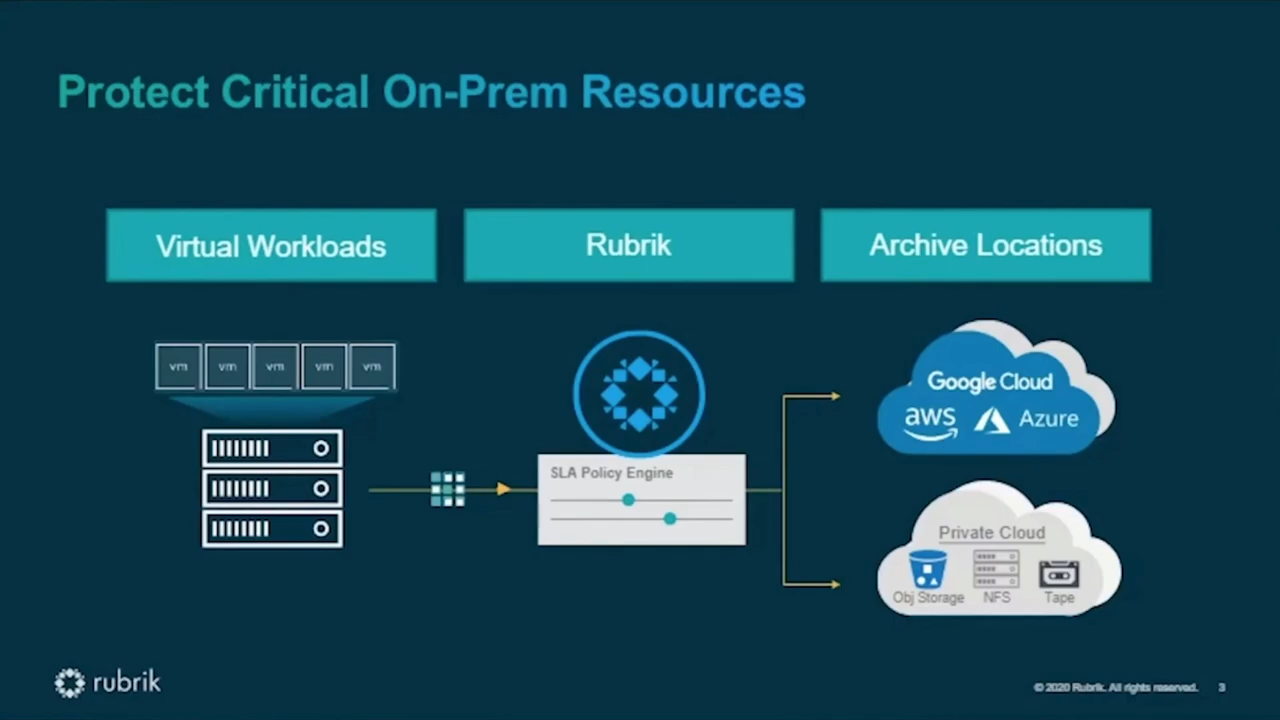 Protect Critical On-Prem Resources
Virtual Workloads
Rubrik
Archive Locations
vm vm vm vm vm
SLA Policy Engine
Google Cloud
aws Azure
Private Cloud
Obj Storage NFS Tape
rubrik
© 2020 Rubrik. All rights reserved. 3